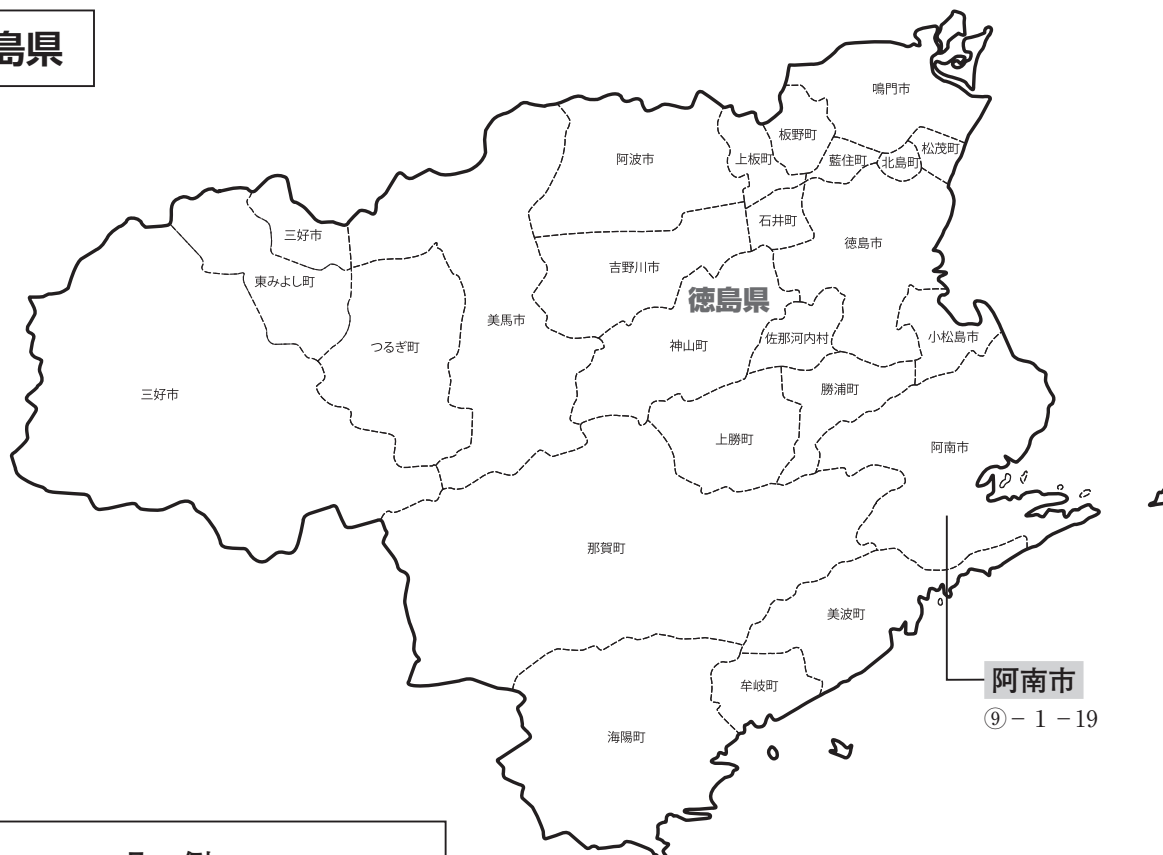 島県
鳴門市
板野町
松茂町
阿波市
上板町
藍住町
北島町
石井町
三好市
徳島市
吉野川市
東みよし町
徳島県
美馬市
小松島市
佐那河内村
神山町
つるぎ町
勝浦町
三好市
上勝町
阿南市
那賀町
美波町
阿南市
⑨－1－19
牟岐町
海陽町